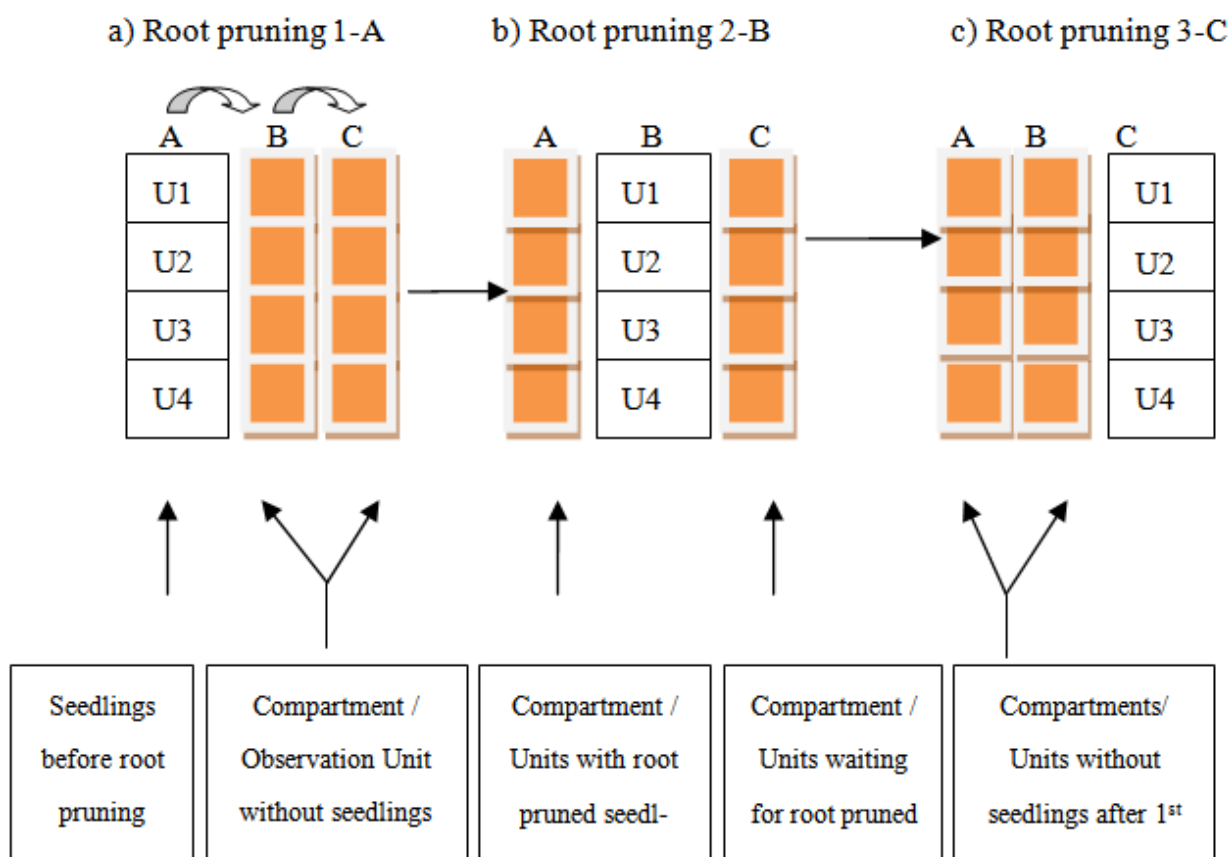 a) Root pruning 1-A
b) Root pruning 2-B
c) Root pruning 3-C
A B C
A B C
A B C
U1
U2
U3
U4
U1
U2
U3
U4
U1
U2
U3
U4
Seedlings
before root
pruning
Compartment /
Observation Unit
without seedlings
Compartment /
Units with root
pruned seedl-
Compartment /
Units waiting
for root pruned
Compartments/
Units without
seedlings after 1st